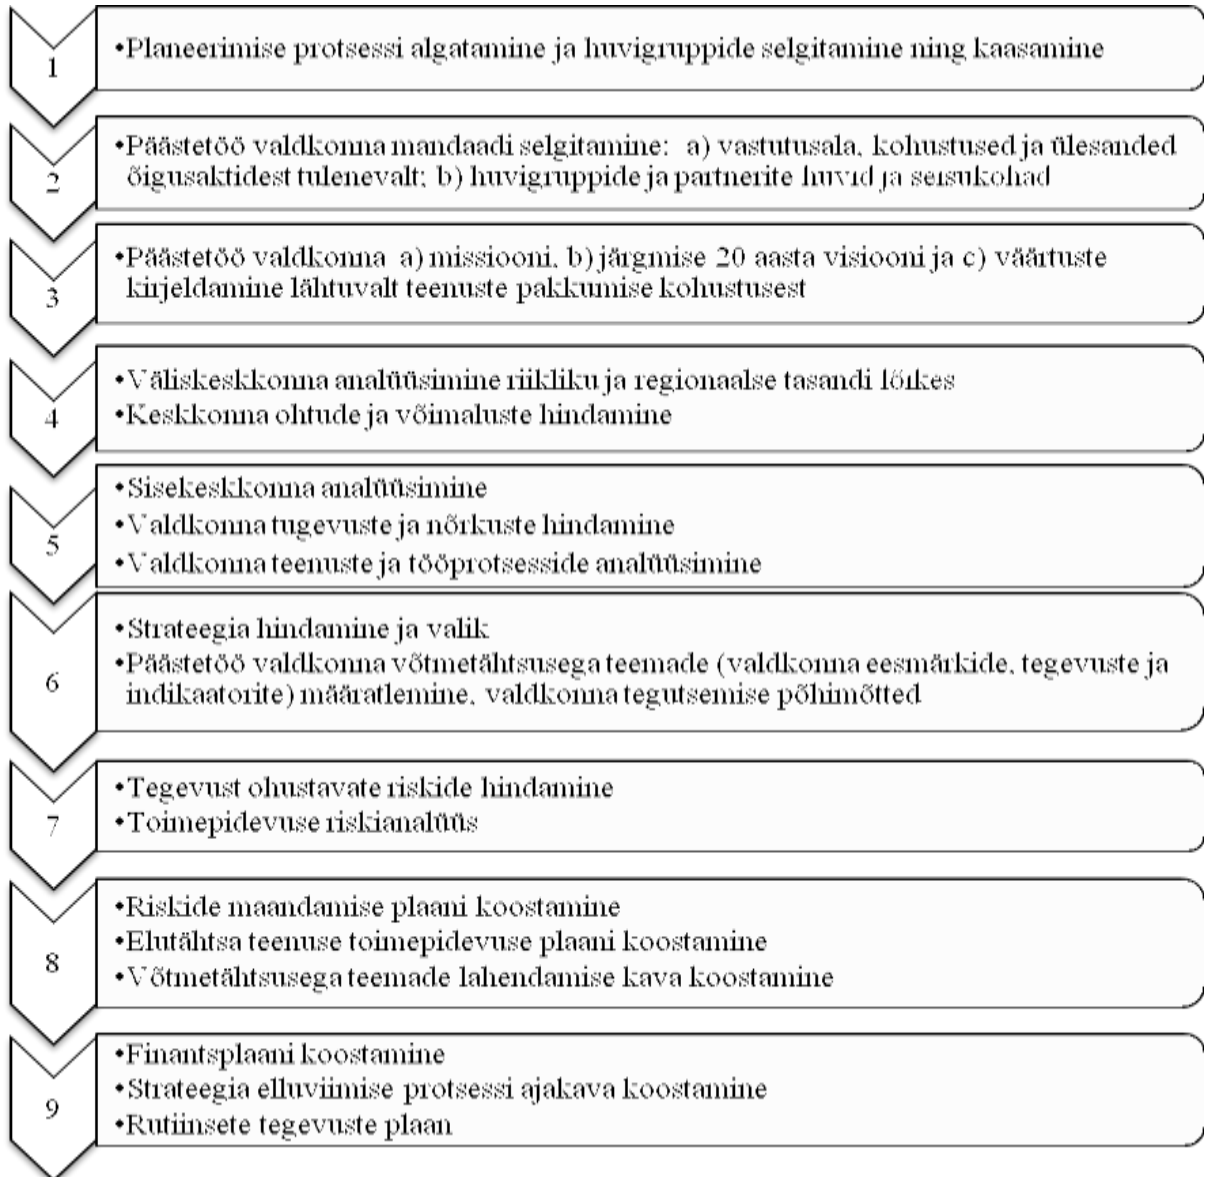 1
•Planeerimise protsessi algatamine ja huvigruppide selgitamine ning kaasamine
2
•Päästetöö valdkonna mandaadi selgitamine: a) vastutusala, kohustused ja ülesanded
õigusaktidest tulenevalt; b) huvigruppide ja partnerite huvid ja seisukohad
3
•Päästetöö valdkonna a) missiooni, b) järgmise 20 aasta visiooni ja c) väärtuste
kirjeldamine lähtuvalt teenuste pakkumise kohustusest
4
•Väliskeskkonna analüüsimine riikliku ja regionaalse tasandi lõikes
•Keskkonna ohtude ja võimaluste hindamine
5
•Sisekeskkonna analüüsimine
•Valdkonna tugevuste ja nõrkuste hindamine
•Valdkonna teenuste ja tööprotsesside analüüsimine
6
•Strateegia hindamine ja valik
•Päästetöö valdkonna võtmetähtsusega teemade (valdkonna eesmärkide, tegevuste ja
indikaatorite) määratlemine, valdkonna tegutsemise põhimõtted
7
•Tegevust ohustavate riskide hindamine
•Toimepidevuse riskianalüüs
8
•Riskide maandamise plaani koostamine
•Elutähtsa teenuse toimepidevuse plaani koostamine
•Võtmetähtsusega teemade lahendamise kava koostamine
9
•Finantsplaani koostamine
•Strateegia elluviimise protsessi ajakava koostamine
•Rutiinsete tegevuste plaan